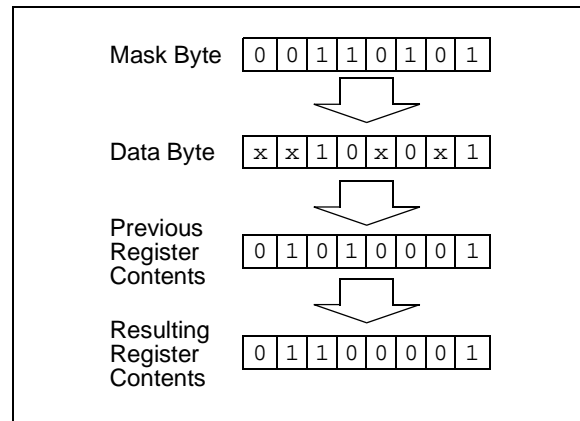 Mask Byte 0 0 1 1 0 1 0 1
Data Byte x x 1 0 x 0 x 1
Previous
Register
Contents
0 1 0 1 0 0 0 1
Resulting
Register
Contents
0 1 1 0 0 0 0 1